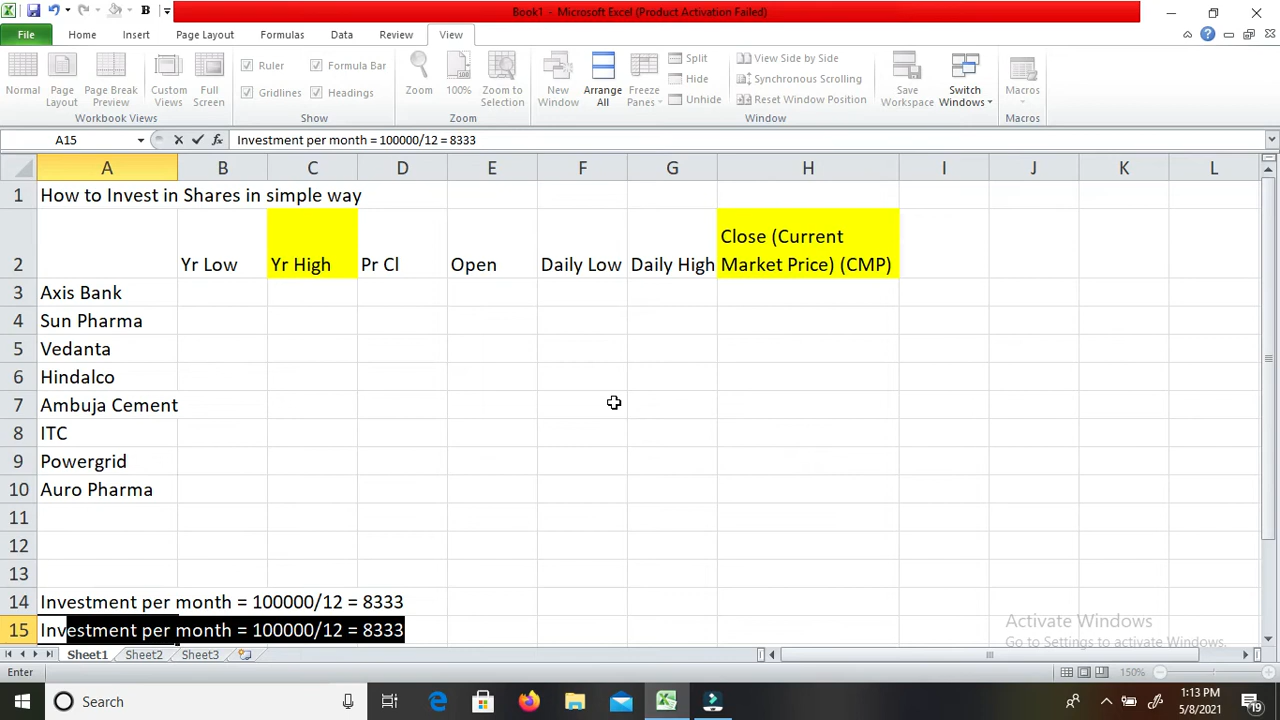 Book1 - Microsoft Excel (Product Activation Failed)
File Home Insert Page Layout Formulas Data Review View
Normal Page Layout Page Break Preview Custom Views Full Screen
Workbook Views
Ruler Formula Bar
Gridlines Headings
Show
Zoom 100% Zoom to Selection
Zoom
New Window Arrange All Freeze Panes
Split
Hide
Unhide
View Side by Side
Synchronous Scrolling
Reset Window Position
Save Workspace Switch Windows
Window
Macros
Macros
A15 fx Investment per month = 100000/12 = 8333
A B C D E F G H I J K L
1 How to Invest in Shares in simple way
2 Yr Low Yr High Pr Cl Open Daily Low Daily High Close (Current Market Price) (CMP)
3 Axis Bank
4 Sun Pharma
5 Vedanta
6 Hindalco
7 Ambuja Cement
8 ITC
9 Powergrid
10 Auro Pharma
11
12
13
14 Investment per month = 100000/12 = 8333
15 Investment per month = 100000/12 = 8333
Activate Windows
Go to Settings to activate Windows.
Sheet1 Sheet2 Sheet3
Enter 150%
Search
1:13 PM
5/8/2021
19